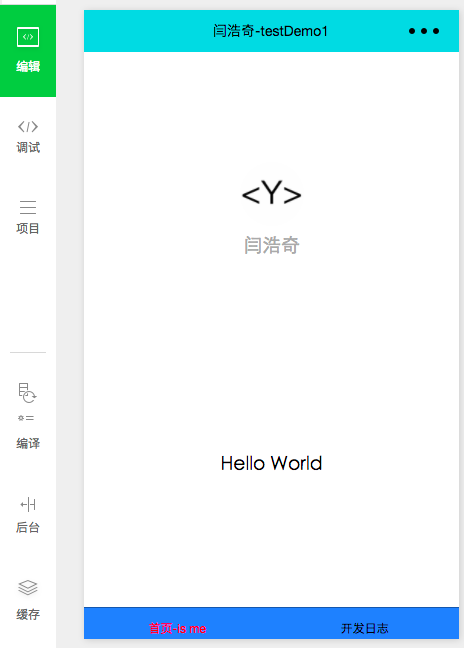 编辑
调试
项目
编译
后台
缓存
闫浩奇-testDemo1
<Y>
闫浩奇
Hello World
首页-Is me
开发日志